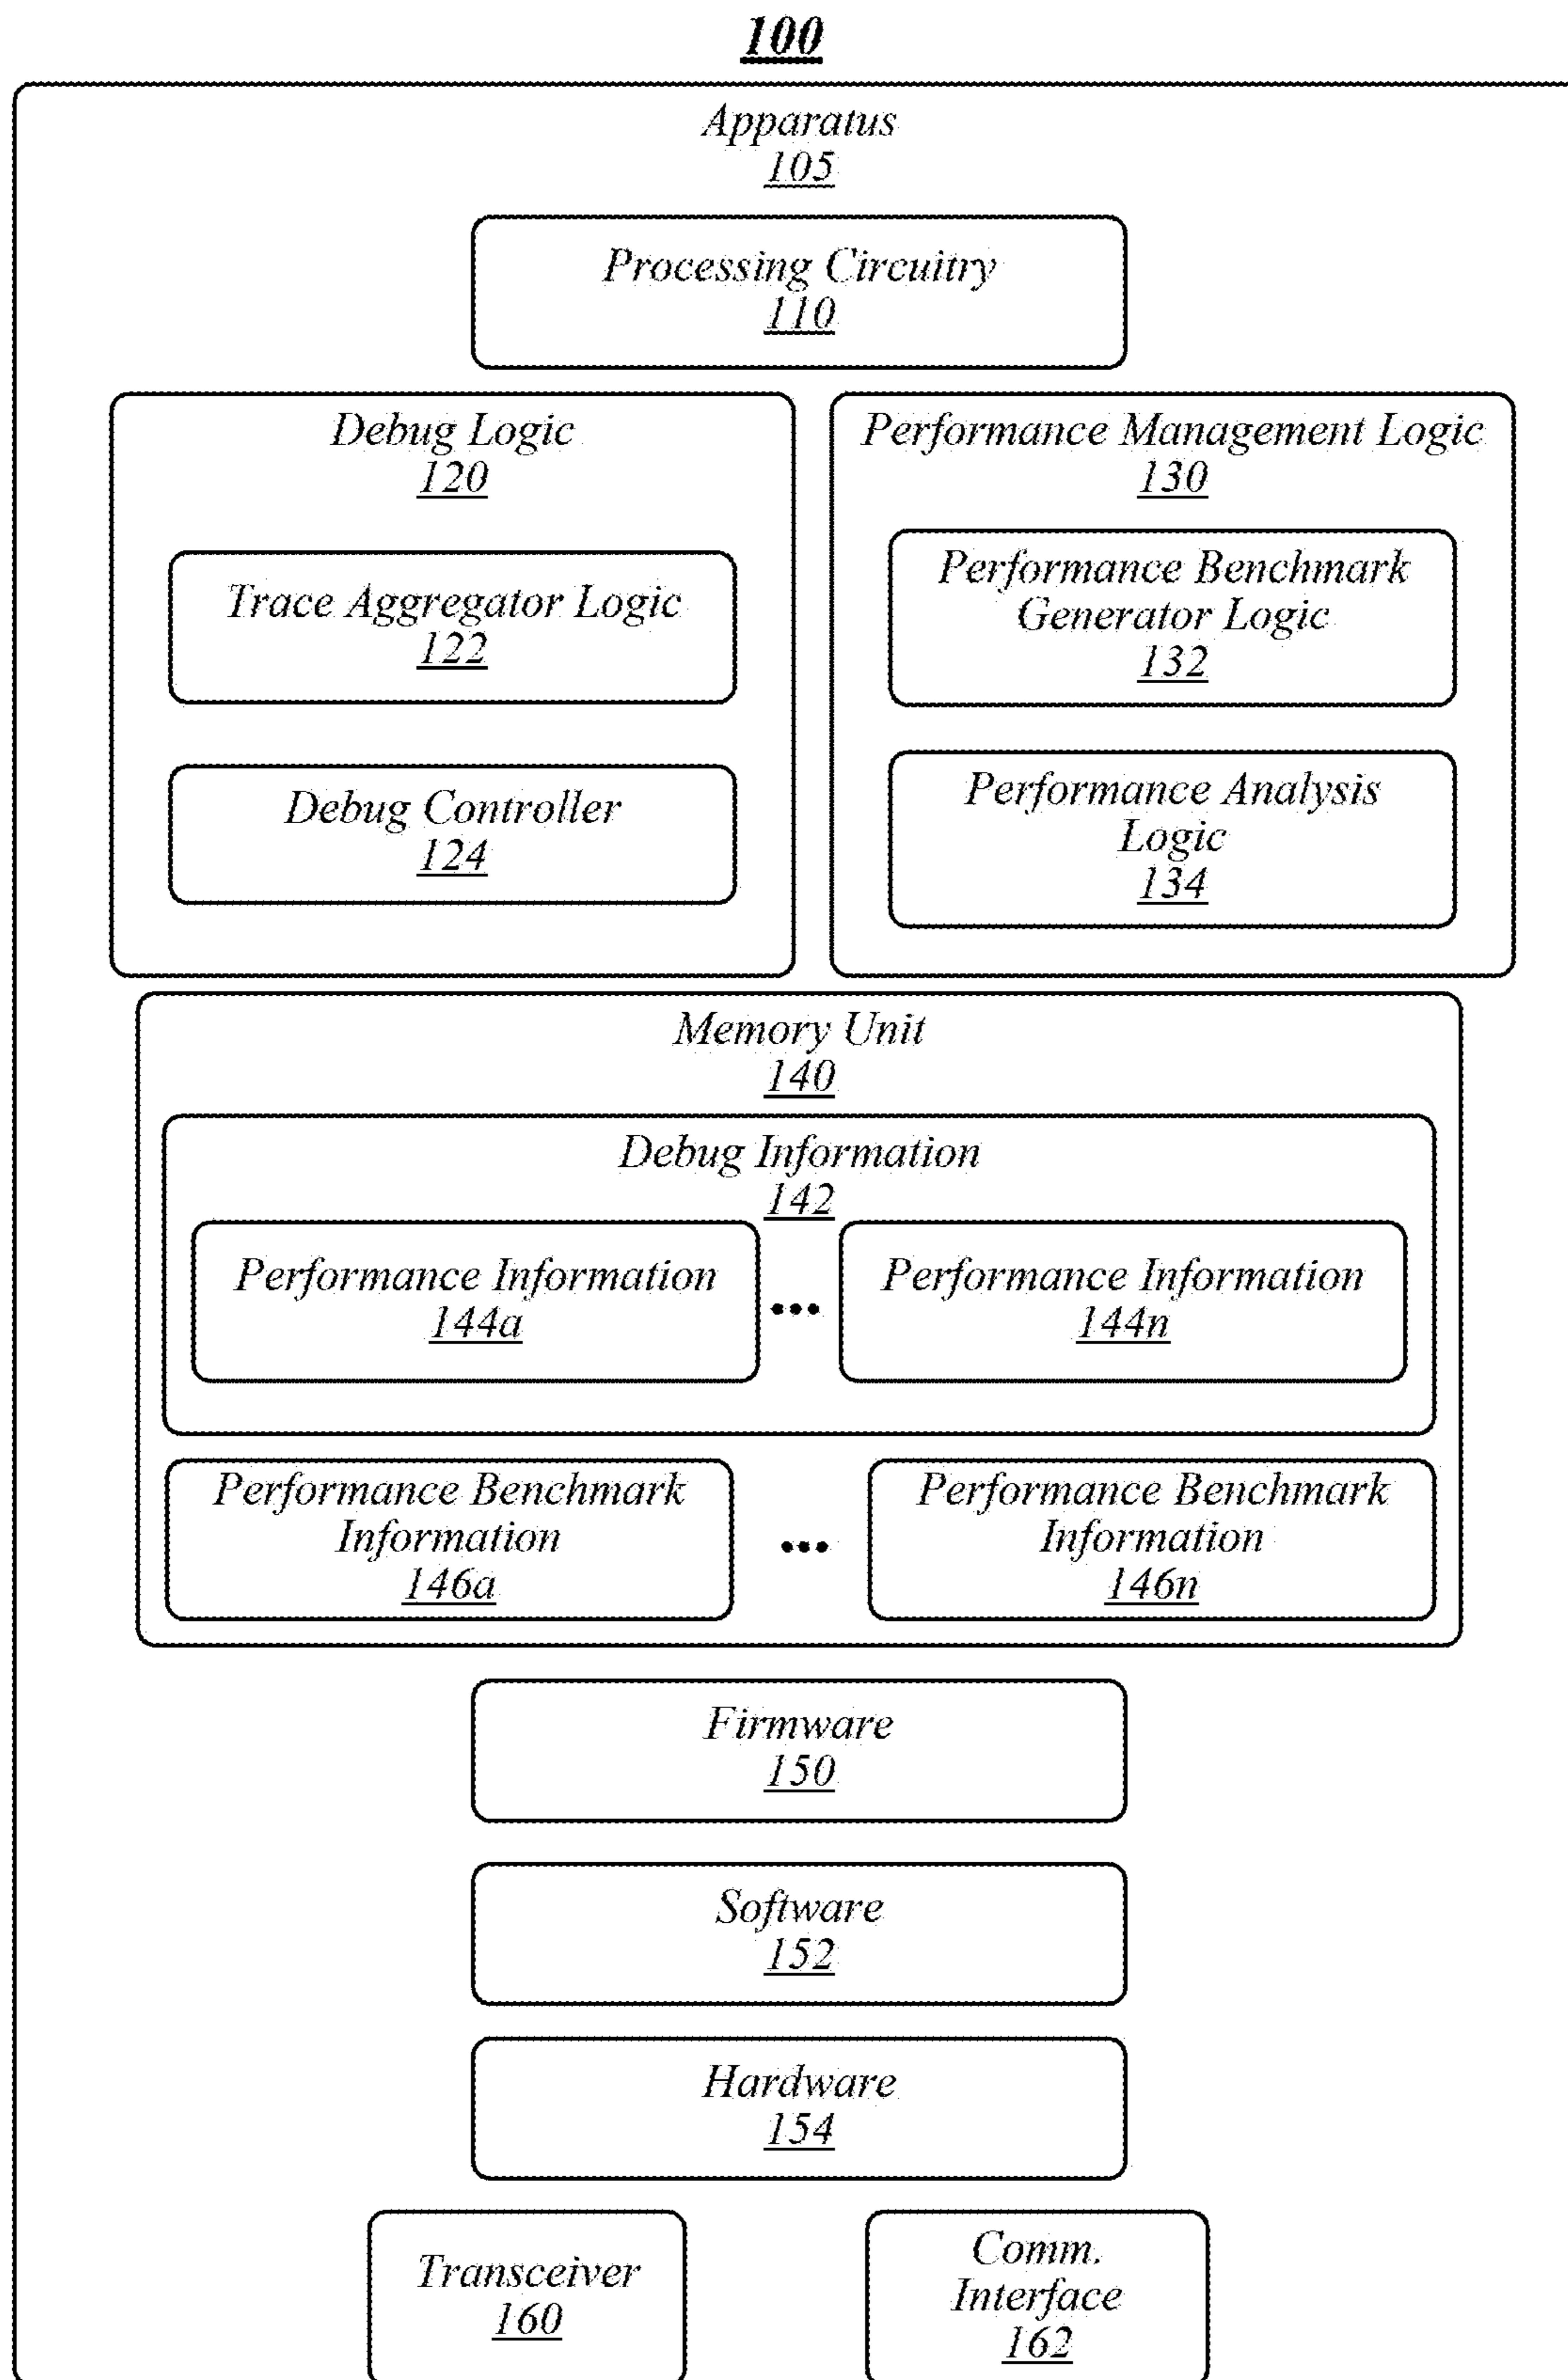 100
Apparatus
105
Processing Circuitry
110
Debug Logic
120
Trace Aggregator Logic
122
Debug Controller
124
Performance Management Logic
130
Performance Benchmark
Generator Logic
132
Performance Analysis
Logic
134
Memory Unit
140
Debug Information
142
Performance Information
144a
•••
Performance Information
144n
Performance Benchmark
Information
146a
•••
Performance Benchmark
Information
146n
Firmware
150
Software
152
Hardware
154
Transceiver
160
Comm.
Interface
162